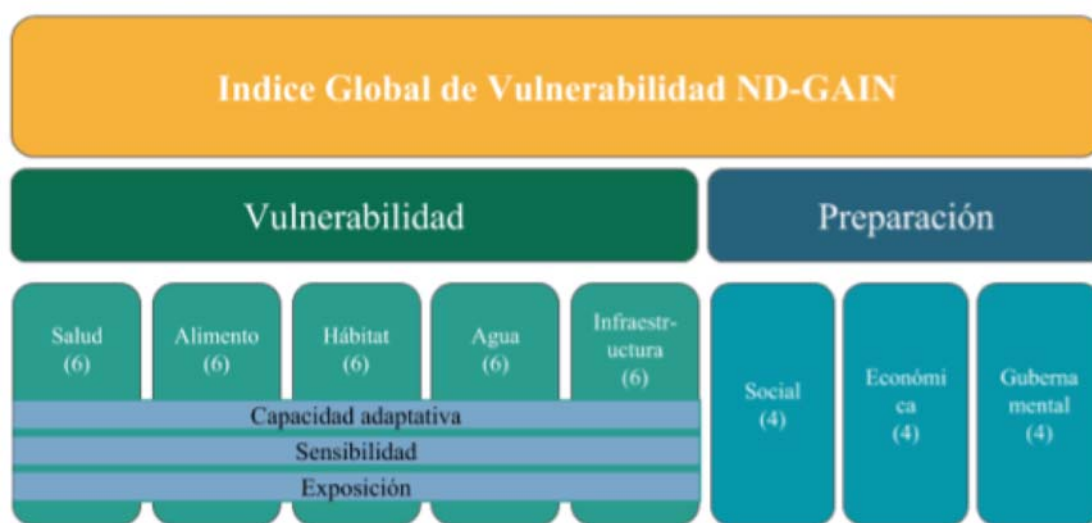 Indice Global de Vulnerabilidad ND-GAIN
Vulnerabilidad
Preparación
Salud
(6)
Alimento
(6)
Hábitat
(6)
Agua
(6)
Infraestr-
uctura
(6)
Capacidad adaptativa
Sensibilidad
Exposición
Social
(4)
Económi
ca
(4)
Guberna
mental
(4)